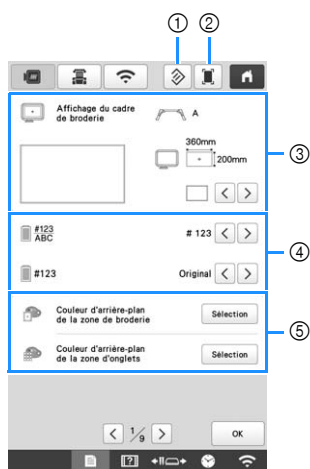 ① ②
Affichage du cadre
de broderie
A
360mm
200mm
③
#123
ABC
# 123
④
#123
Original
Couleur d'arrière-plan
de la zone de broderie
Sélection
⑤
Couleur d'arrière-plan
de la zone d'onglets
Sélection
1/9
OK